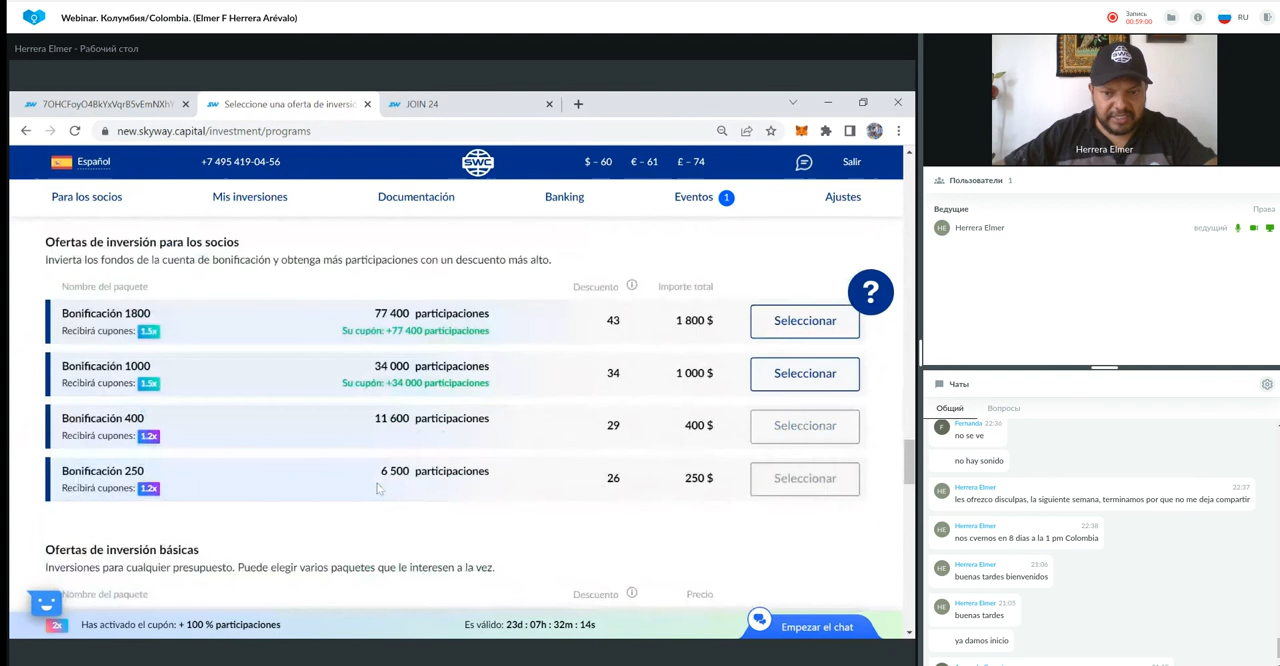 Webinar. Колумбия/Colombia. (Elmer F Herrera Arévalo)
Запись
00:59:00
RU
Herrera Elmer - Рабочий стол
7OHCFoyO4BkYxVqrB5vEmNXhY
Seleccione una oferta de inversió
JOIN 24
new.skyway.capital/investment/programs
Español
+7 495 419-04-56
SWC
$ – 60
€ – 61
£ – 74
Salir
Para los socios
Mis inversiones
Documentación
Banking
Eventos 1
Ajustes
Ofertas de inversión para los socios
Invierta los fondos de la cuenta de bonificación y obtenga más participaciones con un descuento más alto.
Nombre del paquete
Descuento
Importe total
?
Bonificación 1800
77 400 participaciones
43
1 800 $
Seleccionar
Recibirá cupones: 1.5x
Su cupón: +77 400 participaciones
Bonificación 1000
34 000 participaciones
34
1 000 $
Seleccionar
Recibirá cupones: 1.5x
Su cupón: +34 000 participaciones
Bonificación 400
11 600 participaciones
29
400 $
Seleccionar
Recibirá cupones: 1.2x
Bonificación 250
6 500 participaciones
26
250 $
Seleccionar
Recibirá cupones: 1.2x
Ofertas de inversión básicas
Inversiones para cualquier presupuesto. Puede elegir varios paquetes que le interesen a la vez.
Nombre del paquete
Descuento
Precio
2x
Has activado el cupón: + 100 % participaciones
Es válido: 23d : 07h : 32m : 14s
Empezar el chat
SWC
Herrera Elmer
Пользователи 1
Ведущие
Права
HE
Herrera Elmer
ведущий
Чаты
Общий
Вопросы
F
Fernanda 22:36
no se ve
no hay sonido
HE
Herrera Elmer
22:37
les ofrezco disculpas, la siguiente semana, terminamos por que no me deja compartir
HE
Herrera Elmer
22:38
nos cvemos en 8 dias a la 1 pm Colombia
HE
Herrera Elmer
21:06
buenas tardes bienvenidos
HE
Herrera Elmer 21:05
buenas tardes
ya damos inicio